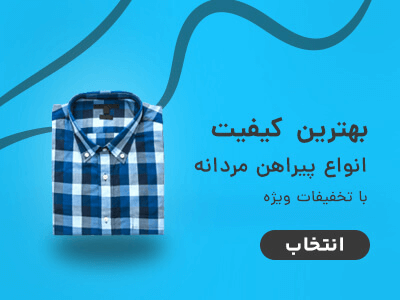 بهترین کیفیت
انواع پیراهن مردانه
با تخفیفات ویژه
انتخاب